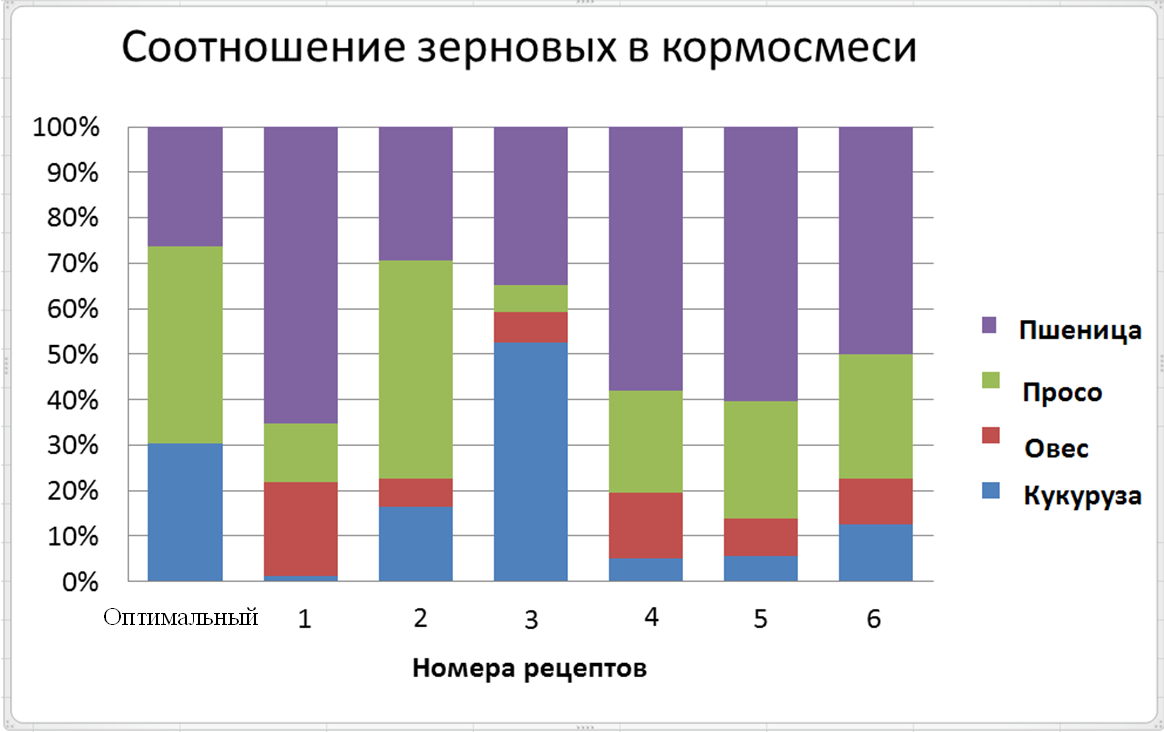 Соотношение зерновых в кормосмеси
100%
90%
80%
70%
60%
50%
40%
30%
20%
10%
0%
Оптимальный 1 2 3 4 5 6
Номера рецептов
Пшеница
Просо
Овес
Кукуруза